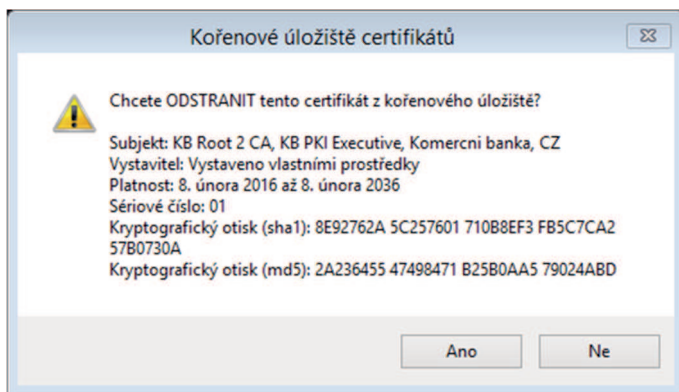 Kořenové úložiště certifikátů
Chcete ODSTRANIT tento certifikát z kořenového úložiště?
Subjekt: KB Root 2 CA, KB PKI Executive, Komercni banka, CZ
Vystavitel: Vystaveno vlastními prostředky
Platnost: 8. února 2016 až 8. února 2036
Sériové číslo: 01
Kryptografický otisk (sha1): 8E92762A 5C257601 710B8EF3 FB5C7CA2
57B0730A
Kryptografický otisk (md5): 2A236455 47498471 B25B0AA5 79024ABD
Ano
Ne